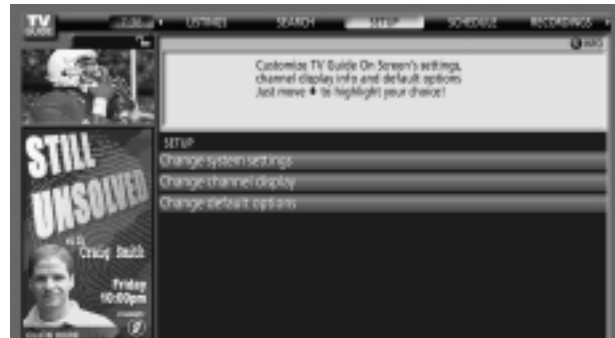 TV
GUIDE
LISTINGS
SEARCH
SETUP
SCHEDULE
RECORDINGS
INFO
Customize TV Guide On Screen's settings,
channel display info and default options
Just move to highlight your choice!
SETUP
Change system settings
Change channel display
Change default options
STILL
UNSOLVED
with
Craig Smith
Friday
10:00pm